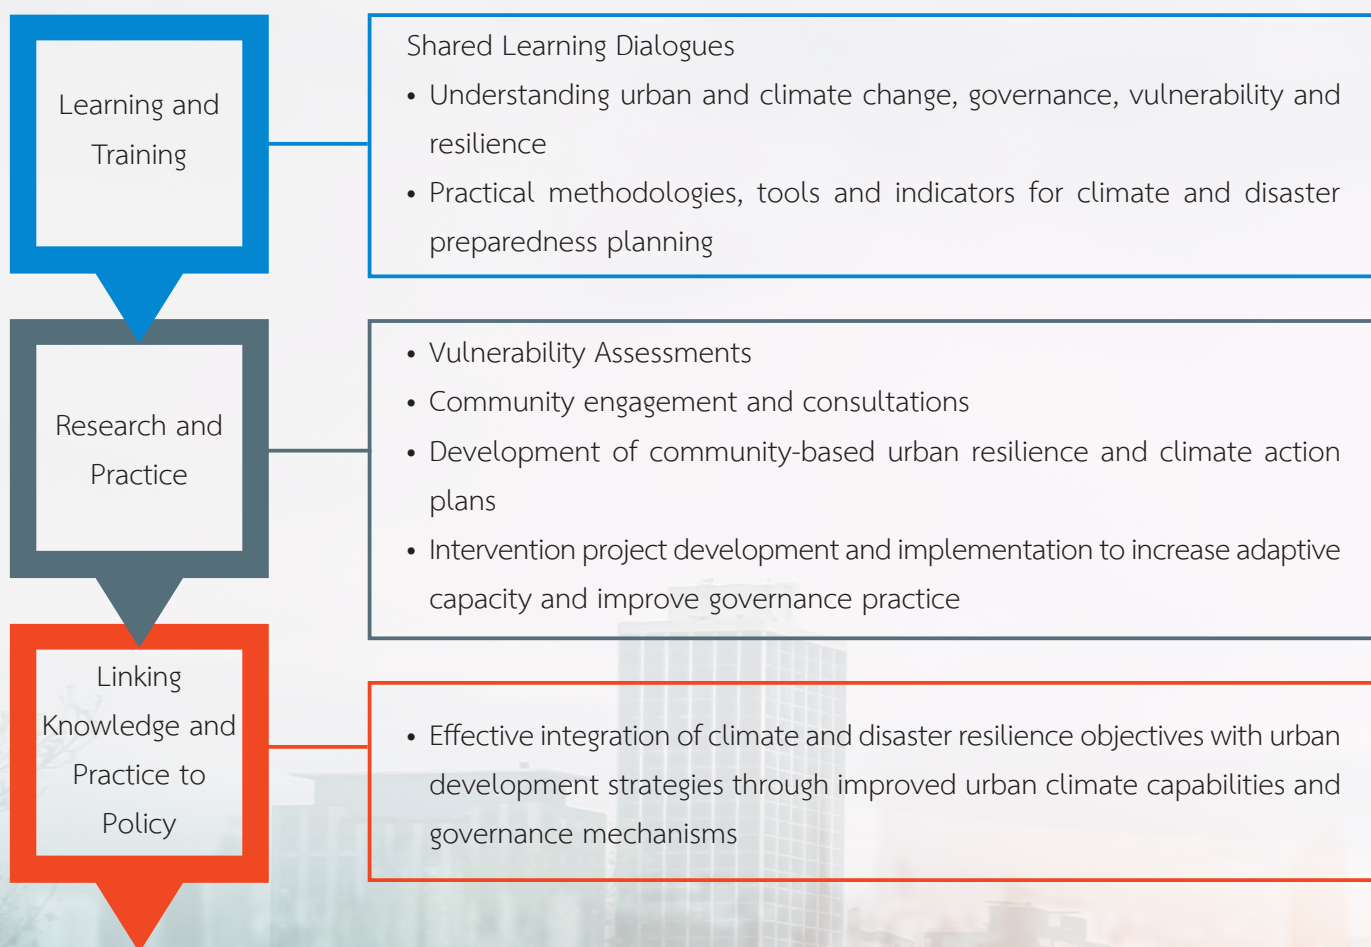 Learning and
Training
Shared Learning Dialogues
• Understanding urban and climate change, governance, vulnerability and
resilience
• Practical methodologies, tools and indicators for climate and disaster
preparedness planning
Research and
Practice
• Vulnerability Assessments
• Community engagement and consultations
• Development of community-based urban resilience and climate action
plans
• Intervention project development and implementation to increase adaptive
capacity and improve governance practice
Linking
Knowledge and
Practice to
Policy
• Effective integration of climate and disaster resilience objectives with urban
development strategies through improved urban climate capabilities and
governance mechanisms